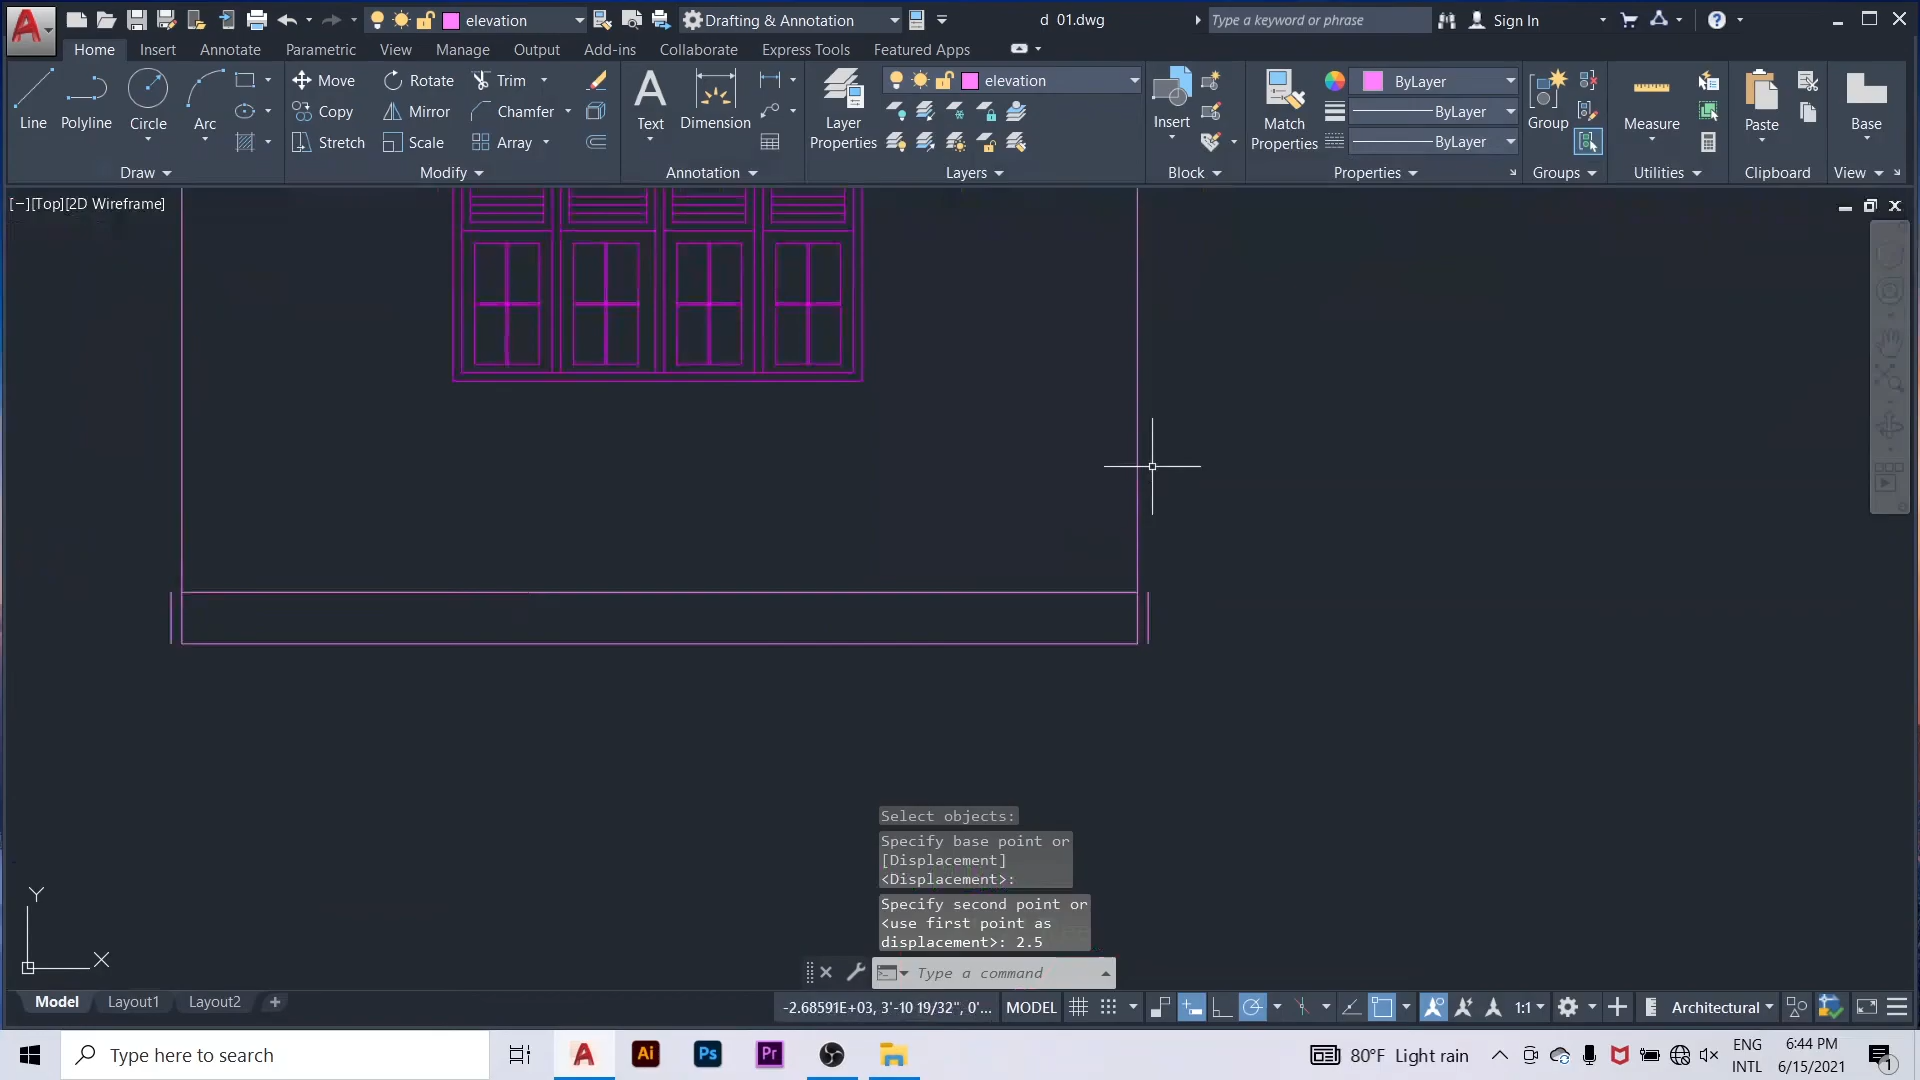 elevation
Drafting & Annotation
d 01.dwg
Type a keyword or phrase
Sign In
Home
Insert
Annotate
Parametric
View
Manage
Output
Add-ins
Collaborate
Express Tools
Featured Apps
Line
Polyline
Circle
Arc
Draw
Move
Rotate
Trim
Copy
Mirror
Chamfer
Stretch
Scale
Array
Modify
Text
Dimension
Annotation
Layer
Properties
elevation
Layers
Insert
Block
Match
Properties
ByLayer
ByLayer
ByLayer
Properties
Group
Groups
Measure
Utilities
Paste
Clipboard
Base
View
[−][Top][2D Wireframe]
Y
X
Select objects:
Specify base point or
[Displacement]
<Displacement>:
Specify second point or
<use first point as
displacement>: 2.5
Type a command
Model
Layout1
Layout2
-2.68591E+03, 3'-10 19/32", 0'...
MODEL
1:1
Architectural
Type here to search
Ai
Ps
Pr
80°F Light rain
ENG
INTL
6:44 PM
6/15/2021
1